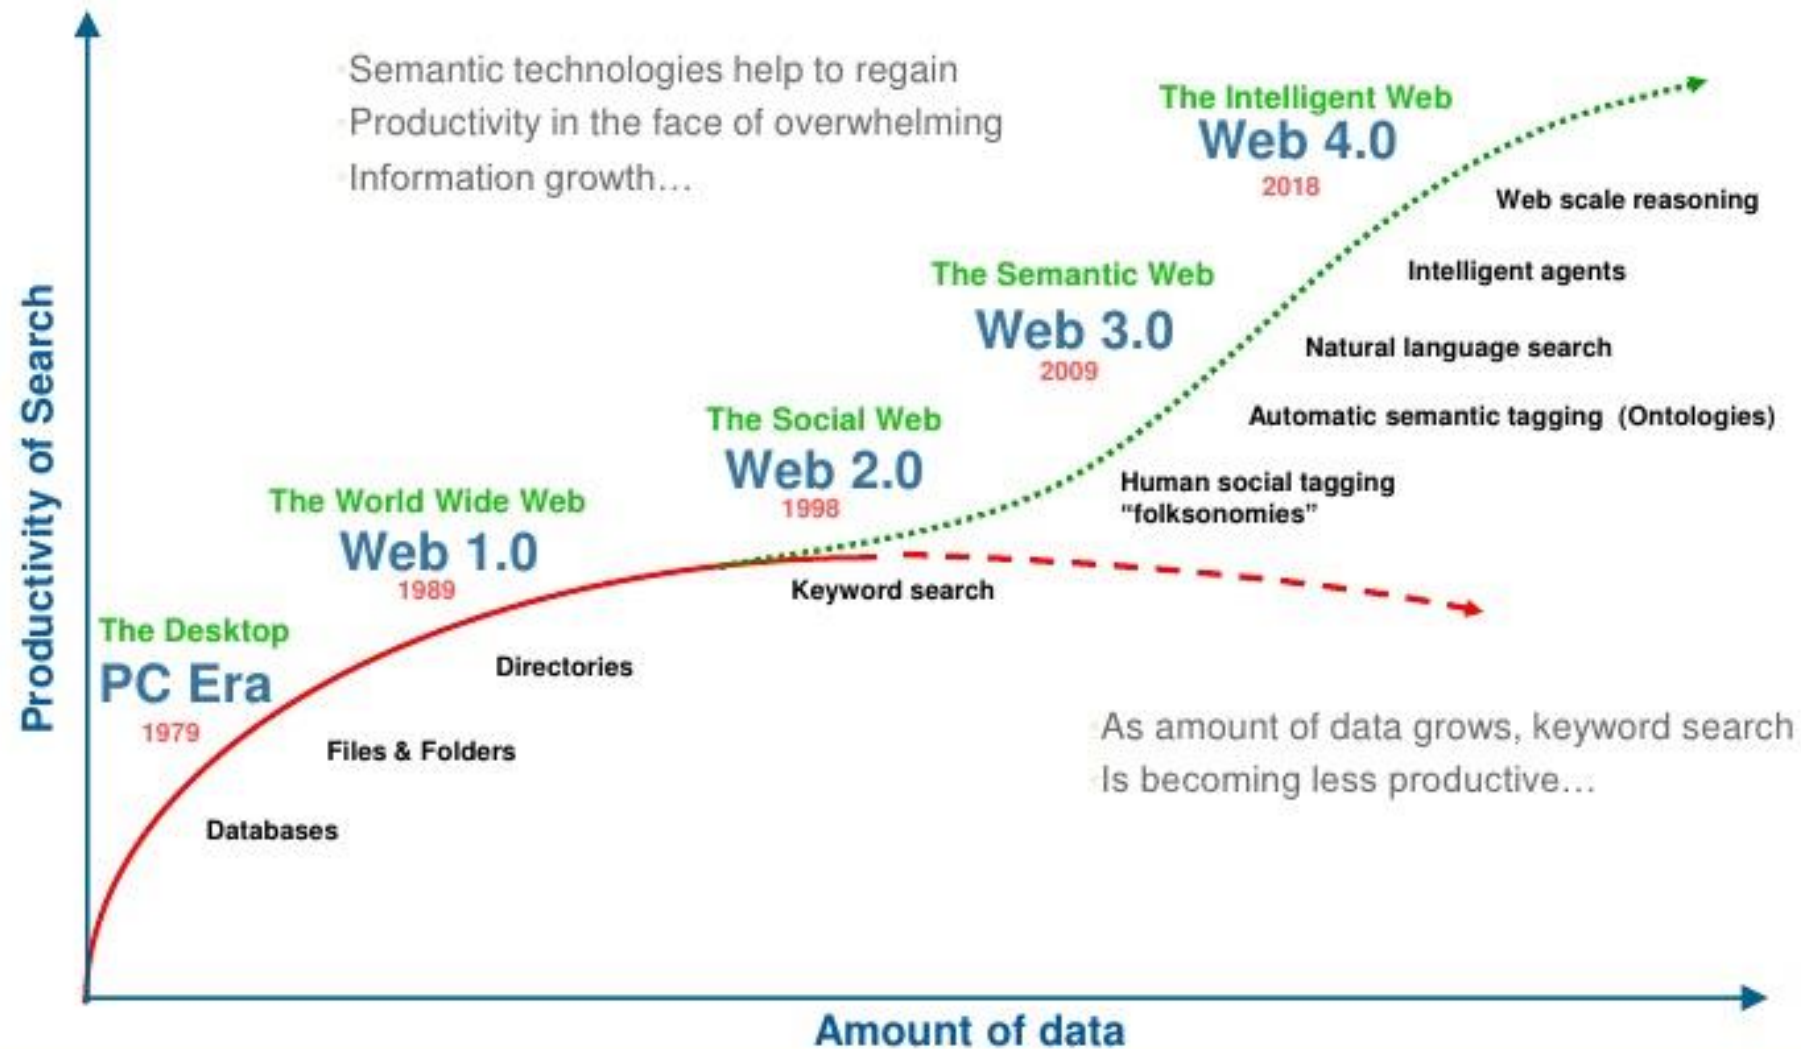 Semantic technologies help to regain
Productivity in the face of overwhelming
Information growth…
The Intelligent Web
Web 4.0
2018
Web scale reasoning
Intelligent agents
The Semantic Web
Web 3.0
2009
Natural language search
Automatic semantic tagging (Ontologies)
The Social Web
Web 2.0
1998
Human social tagging
“folksonomies”
The World Wide Web
Web 1.0
1989
Keyword search
The Desktop
PC Era
1979
Directories
Files & Folders
Databases
As amount of data grows, keyword search
Is becoming less productive…
Productivity of Search
Amount of data